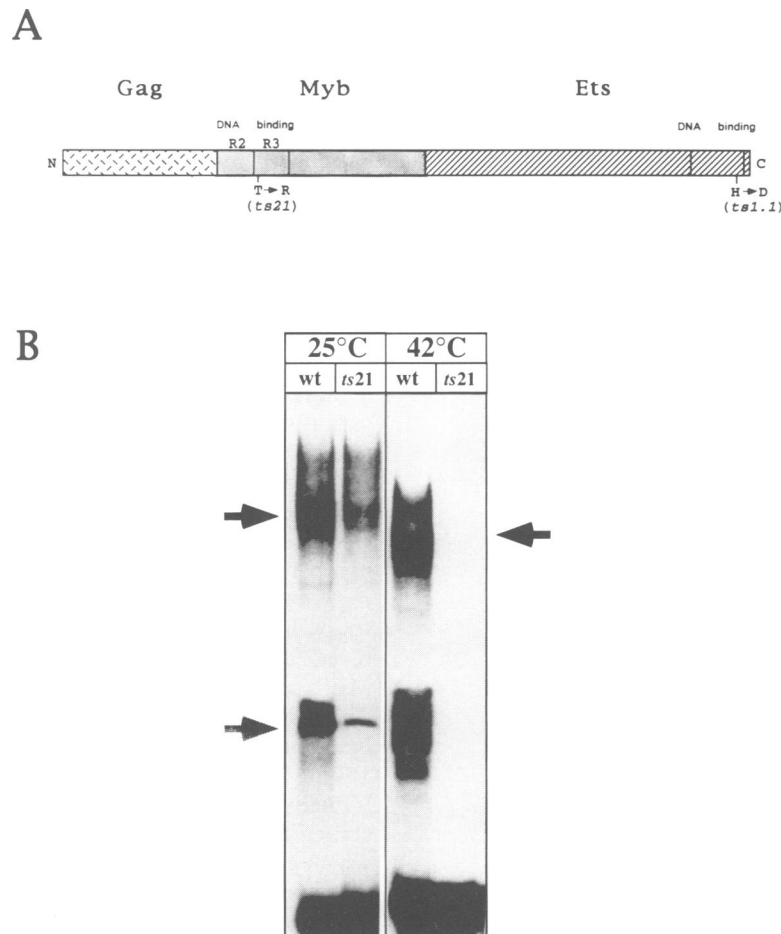 A
Gag Myb Ets
DNA binding DNA binding
R2 R3
N C
T→R H→D
(ts21) (ts1.1)
B
25°C 42°C
wt ts21 wt ts21